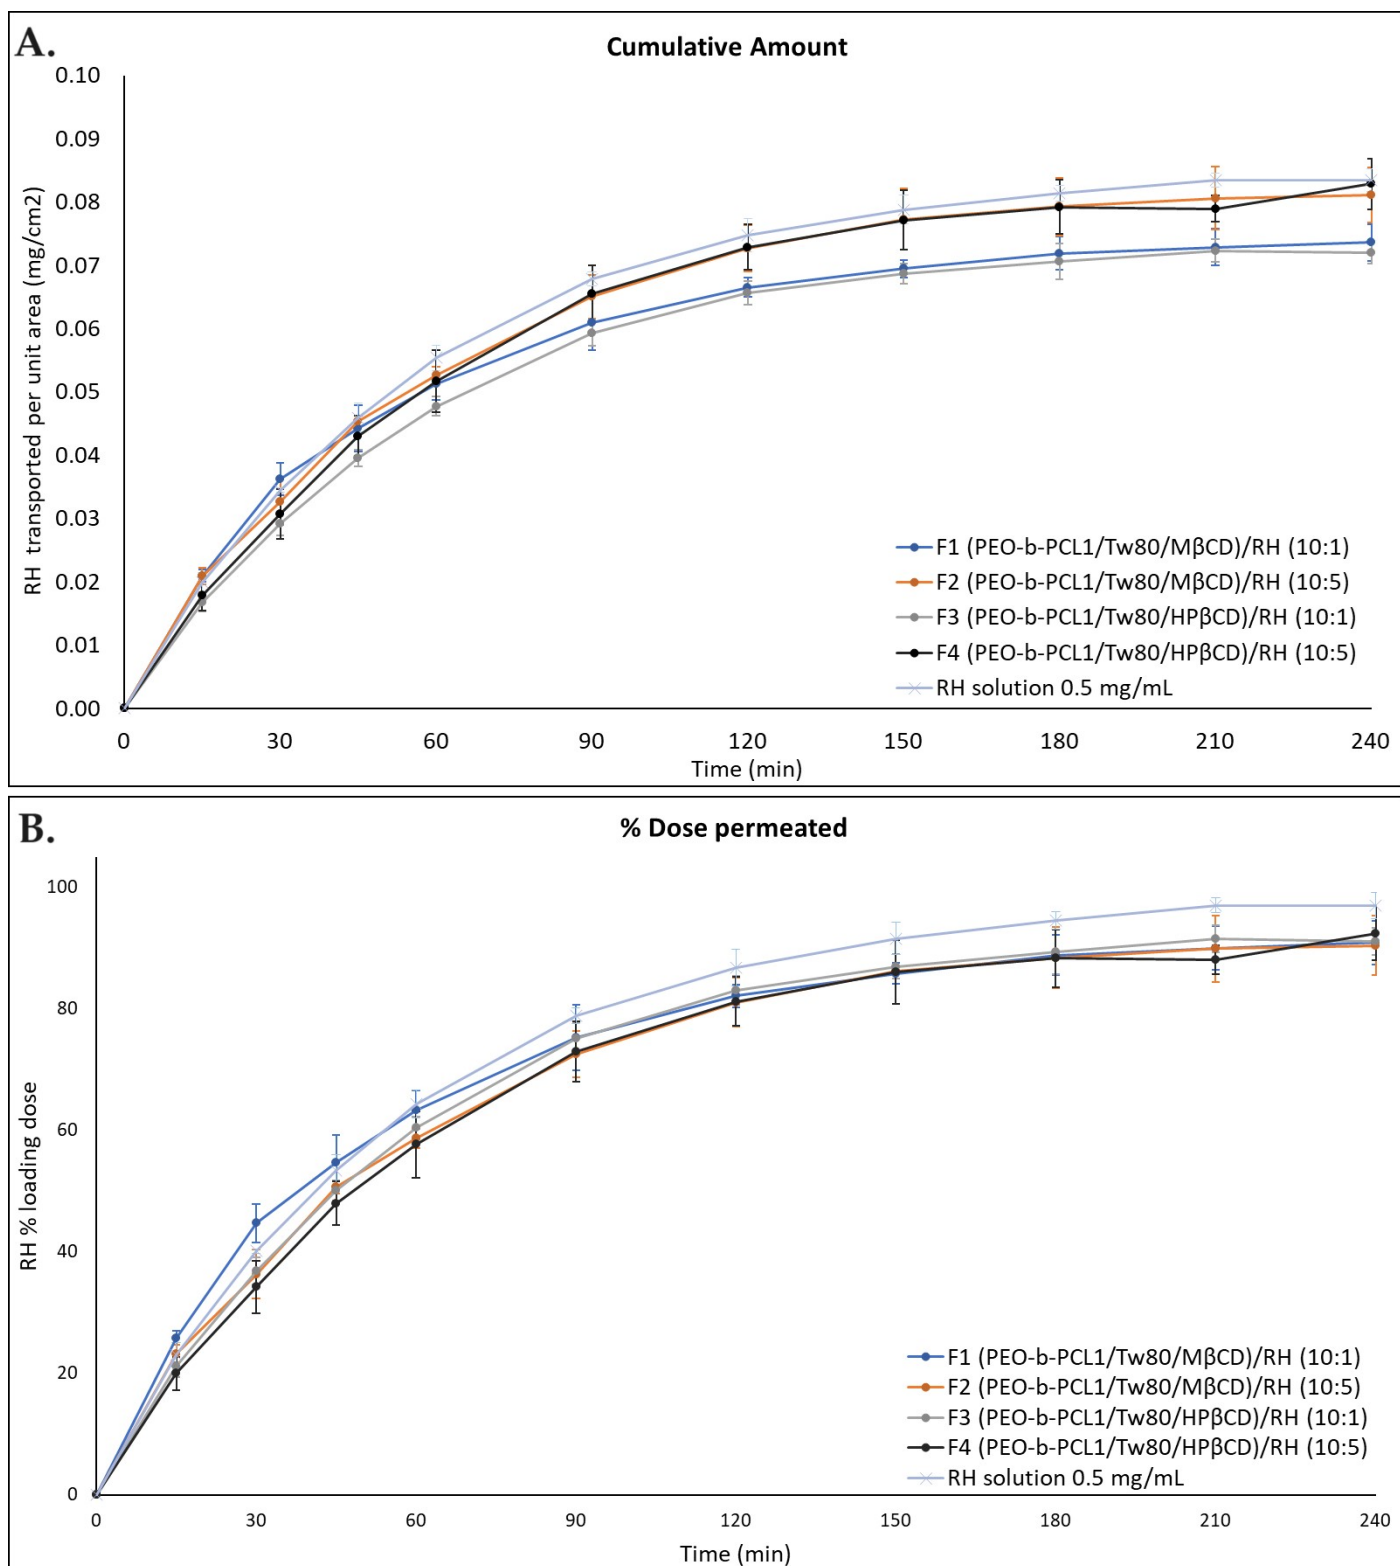 A.
Cumulative Amount
RH transported per unit area (mg/cm2)
0.10
0.09
0.08
0.07
0.06
0.05
0.04
0.03
0.02
0.01
0.00
F1 (PEO-b-PCL1/Tw80/MβCD)/RH (10:1)
F2 (PEO-b-PCL1/Tw80/MβCD)/RH (10:5)
F3 (PEO-b-PCL1/Tw80/HPβCD)/RH (10:1)
F4 (PEO-b-PCL1/Tw80/HPβCD)/RH (10:5)
RH solution 0.5 mg/mL
0 30 60 90 120 150 180 210 240
Time (min)
B.
% Dose permeated
RH % loading dose
100
80
60
40
20
0
F1 (PEO-b-PCL1/Tw80/MβCD)/RH (10:1)
F2 (PEO-b-PCL1/Tw80/MβCD)/RH (10:5)
F3 (PEO-b-PCL1/Tw80/HPβCD)/RH (10:1)
F4 (PEO-b-PCL1/Tw80/HPβCD)/RH (10:5)
RH solution 0.5 mg/mL
0 30 60 90 120 150 180 210 240
Time (min)